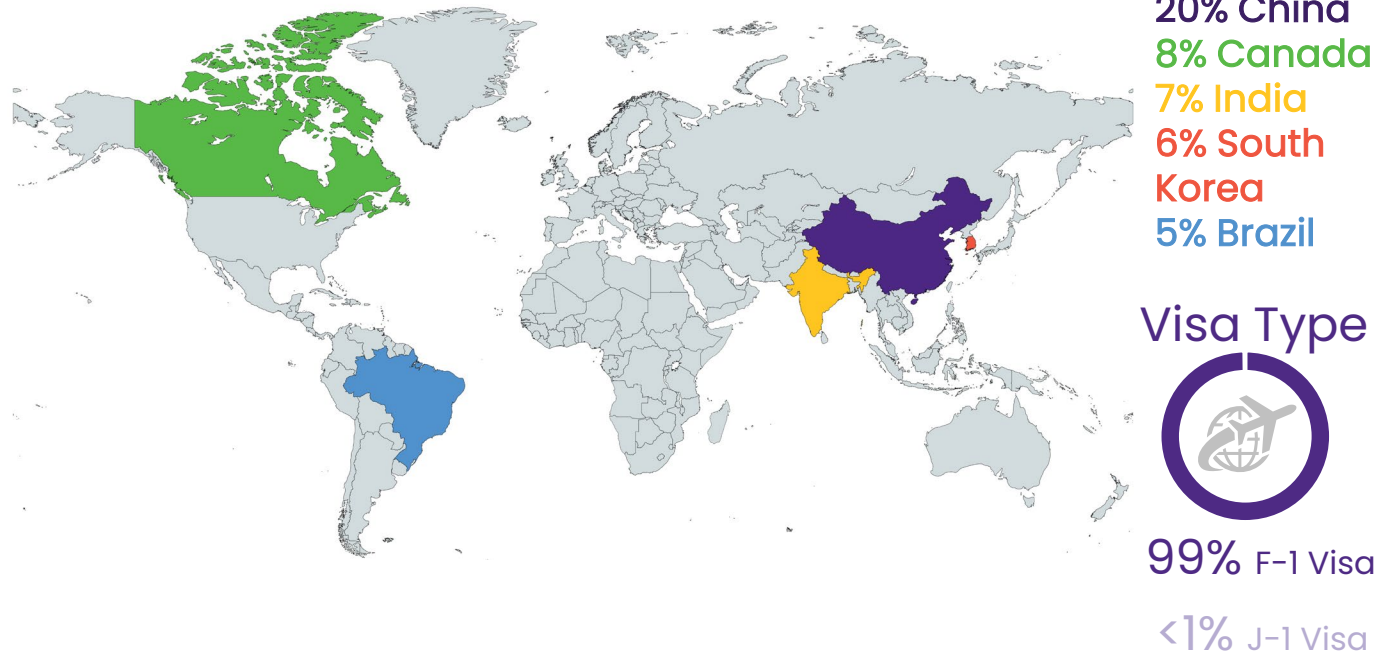 20% China
8% Canada
7% India
6% South
Korea
5% Brazil
Visa Type
99% F-1 Visa
<1% J-1 Visa